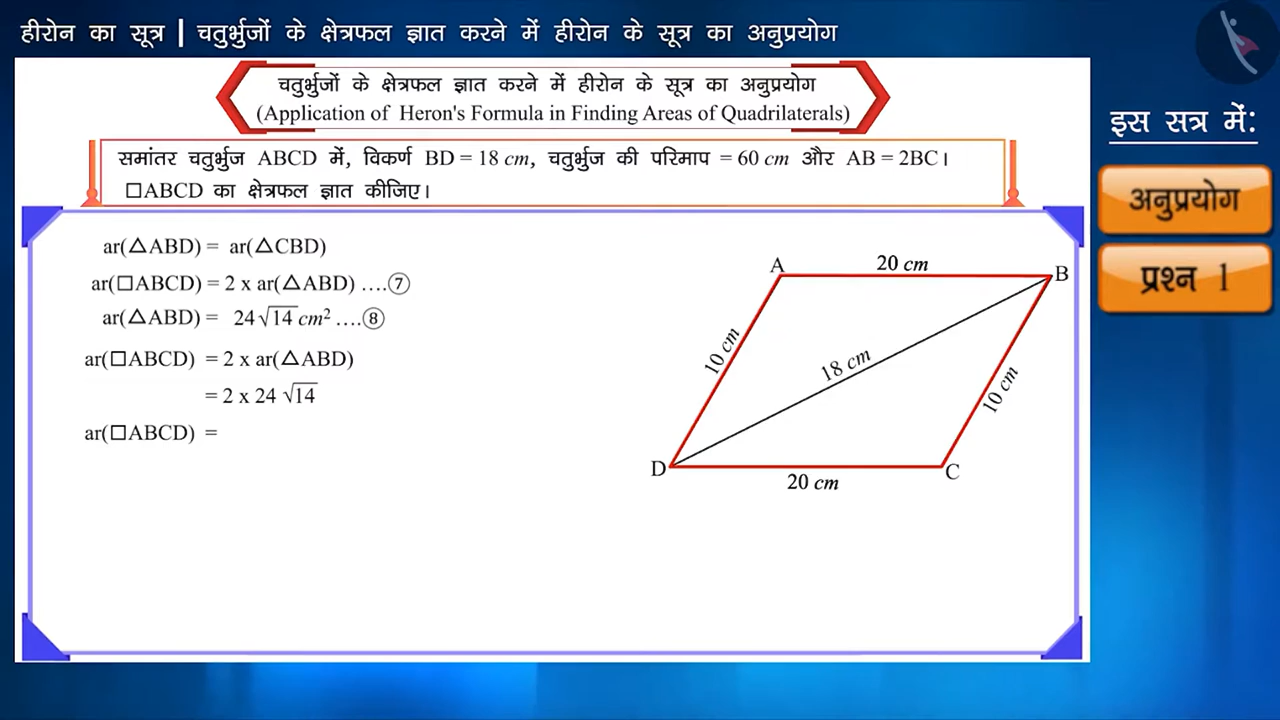 हीरोन का सूत्र | चतुर्भुजों के क्षेत्रफल ज्ञात करने में हीरोन के सूत्र का अनुप्रयोग
चतुर्भुजों के क्षेत्रफल ज्ञात करने में हीरोन के सूत्र का अनुप्रयोग
(Application of Heron's Formula in Finding Areas of Quadrilaterals)
समांतर चतुर्भुज ABCD में, विकर्ण BD = 18 cm, चतुर्भुज की परिमाप = 60 cm और AB = 2BC।
□ABCD का क्षेत्रफल ज्ञात कीजिए।
ar(△ABD) = ar(△CBD)
ar(□ABCD) = 2 x ar(△ABD) ....⑦
ar(△ABD) = 24√14 cm² ....⑧
ar(□ABCD) = 2 x ar(△ABD)
= 2 x 24 √14
ar(□ABCD) =
A
20 cm
B
10 cm
18 cm
10 cm
D
20 cm
C
इस सत्र में:
अनुप्रयोग
प्रश्न 1